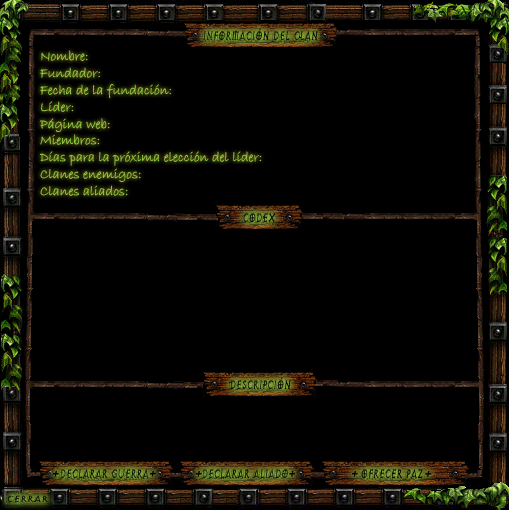 INFORMACIÓN DEL CLAN
Nombre:
Fundador:
Fecha de la fundación:
Líder:
Página web:
Miembros:
Días para la próxima elección del líder:
Clanes enemigos:
Clanes aliados:
CODEX
DESCRIPCIÓN
+DECLARAR GUERRA+
+DECLARAR ALIADO+
+OFRECER PAZ+
CERRAR